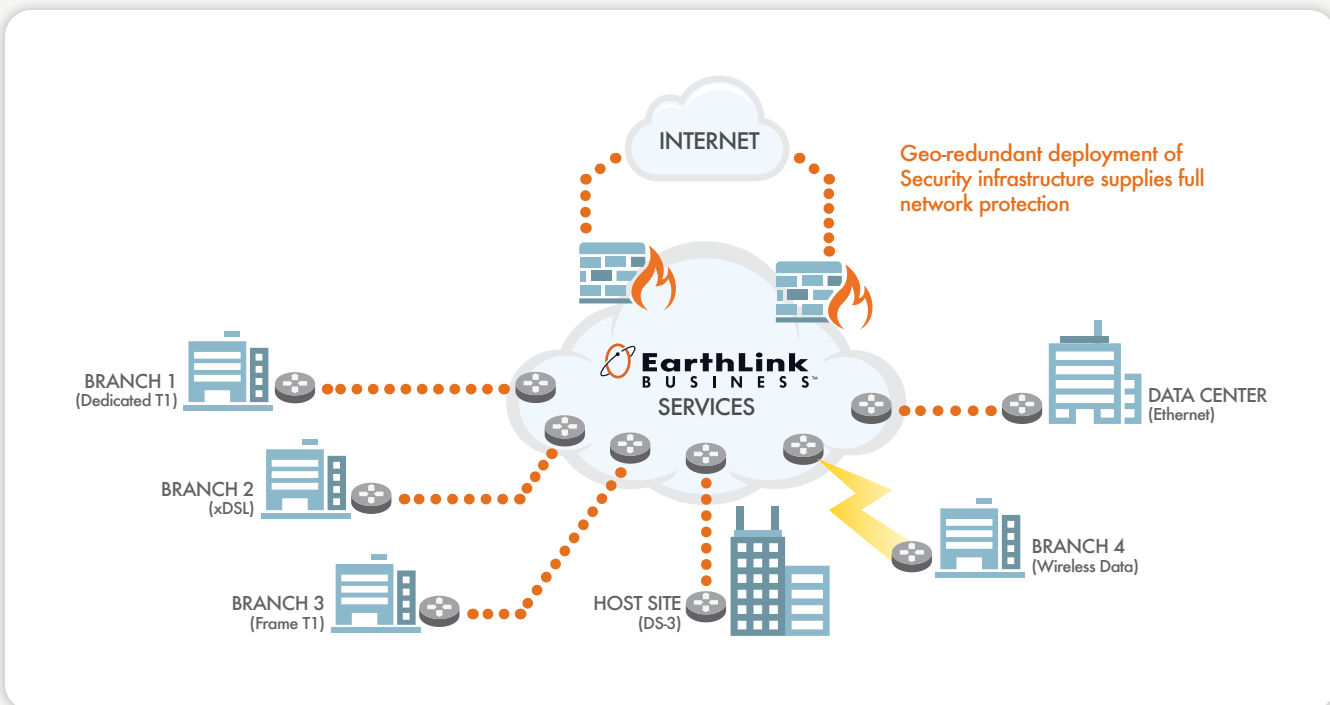 INTERNET
Geo-redundant deployment of
Security infrastructure supplies full
network protection
EarthLink
BUSINESS™
SERVICES
BRANCH 1
(Dedicated T1)
DATA CENTER
(Ethernet)
BRANCH 2
(xDSL)
BRANCH 4
(Wireless Data)
BRANCH 3
(Frame T1)
HOST SITE
(DS-3)